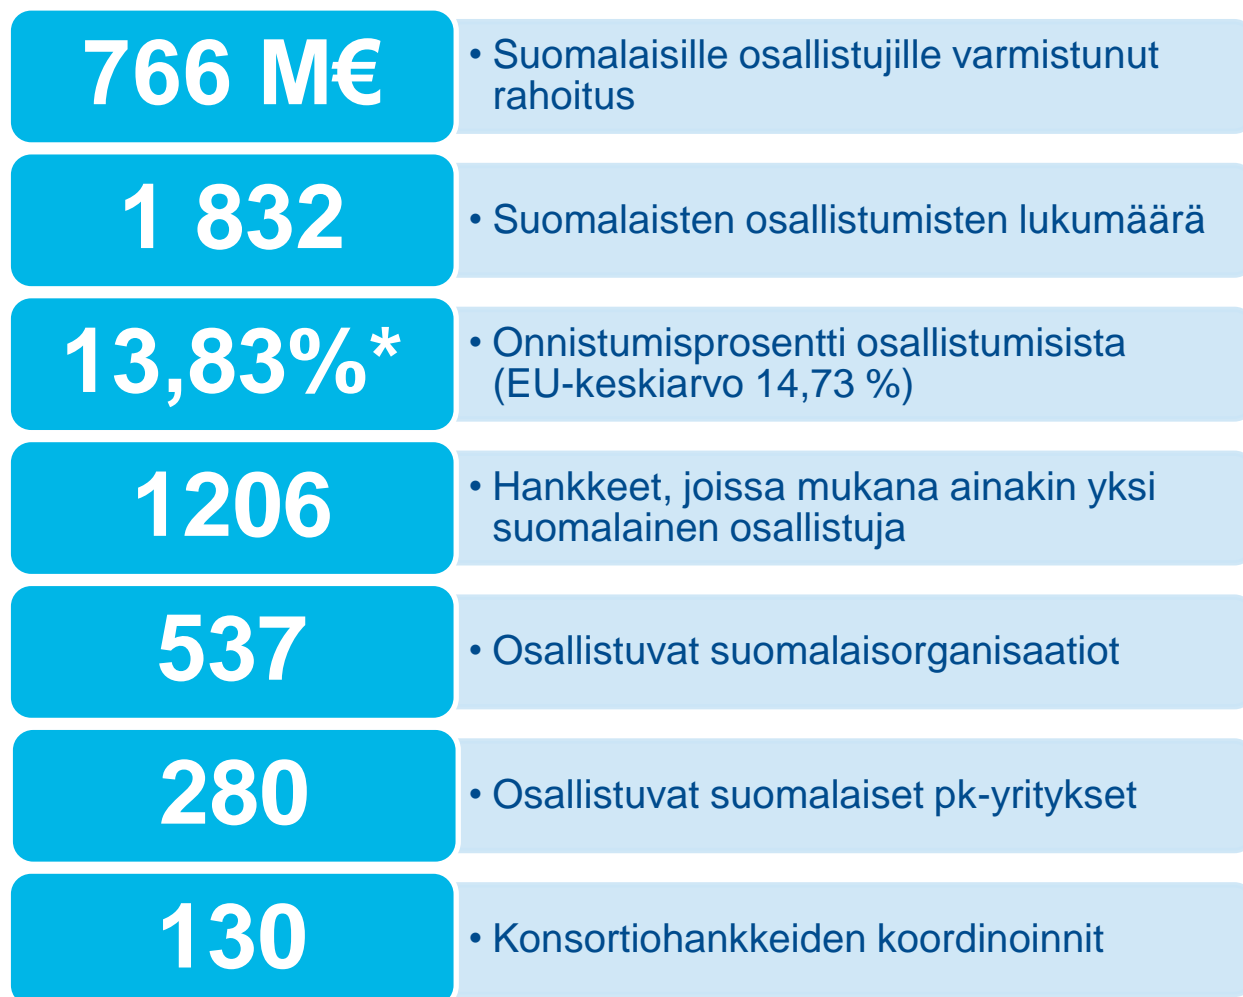 766 M€
• Suomalaisille osallistujille varmistunut
rahoitus
1 832
• Suomalaisten osallistumisten lukumäärä
13,83%*
• Onnistumisprosentti osallistumisista
(EU-keskiarvo 14,73 %)
1206
• Hankkeet, joissa mukana ainakin yksi
suomalainen osallistuja
537
• Osallistuvat suomalaisorganisaatiot
280
• Osallistuvat suomalaiset pk-yritykset
130
• Konsortiohankkeiden koordinoinnit